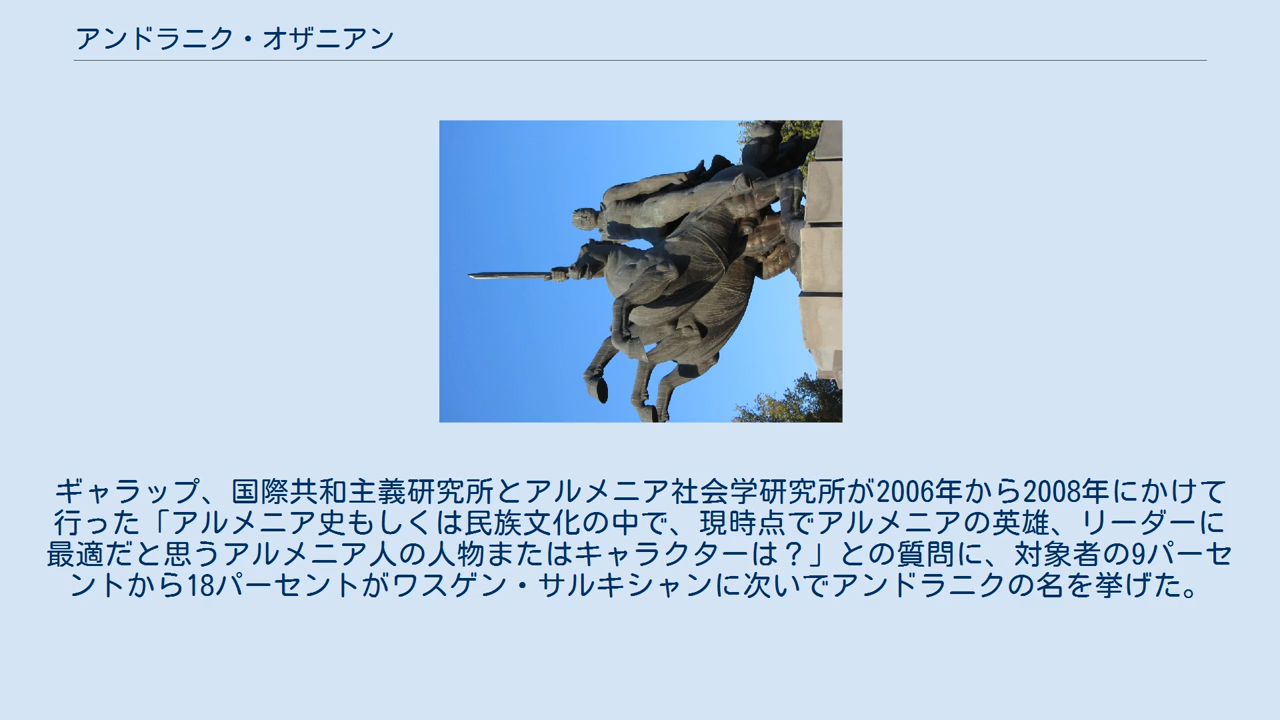 アンドラニク・オザニアン
ギャラップ、国際共和主義研究所とアルメニア社会学研究所が2006年から2008年にかけて
行った「アルメニア史もしくは民族文化の中で、現時点でアルメニアの英雄、リーダーに
最適だと思うアルメニア人の人物またはキャラクターは？」との質問に、対象者の9パーセ
ントから18パーセントがワスゲン・サルキシャンに次いでアンドラニクの名を挙げた。